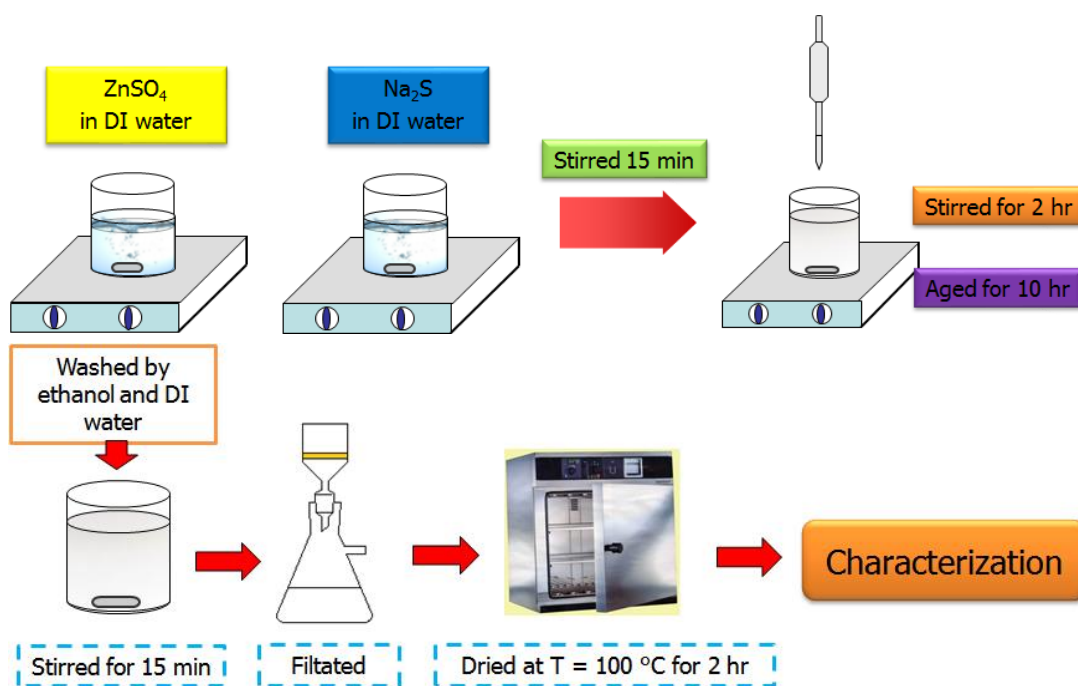 ZnSO₄
in DI water
Na₂S
in DI water
Stirred 15 min
Stirred for 2 hr
Aged for 10 hr
Washed by
ethanol and DI
water
Characterization
Stirred for 15 min
Filtated
Dried at T = 100 °C for 2 hr